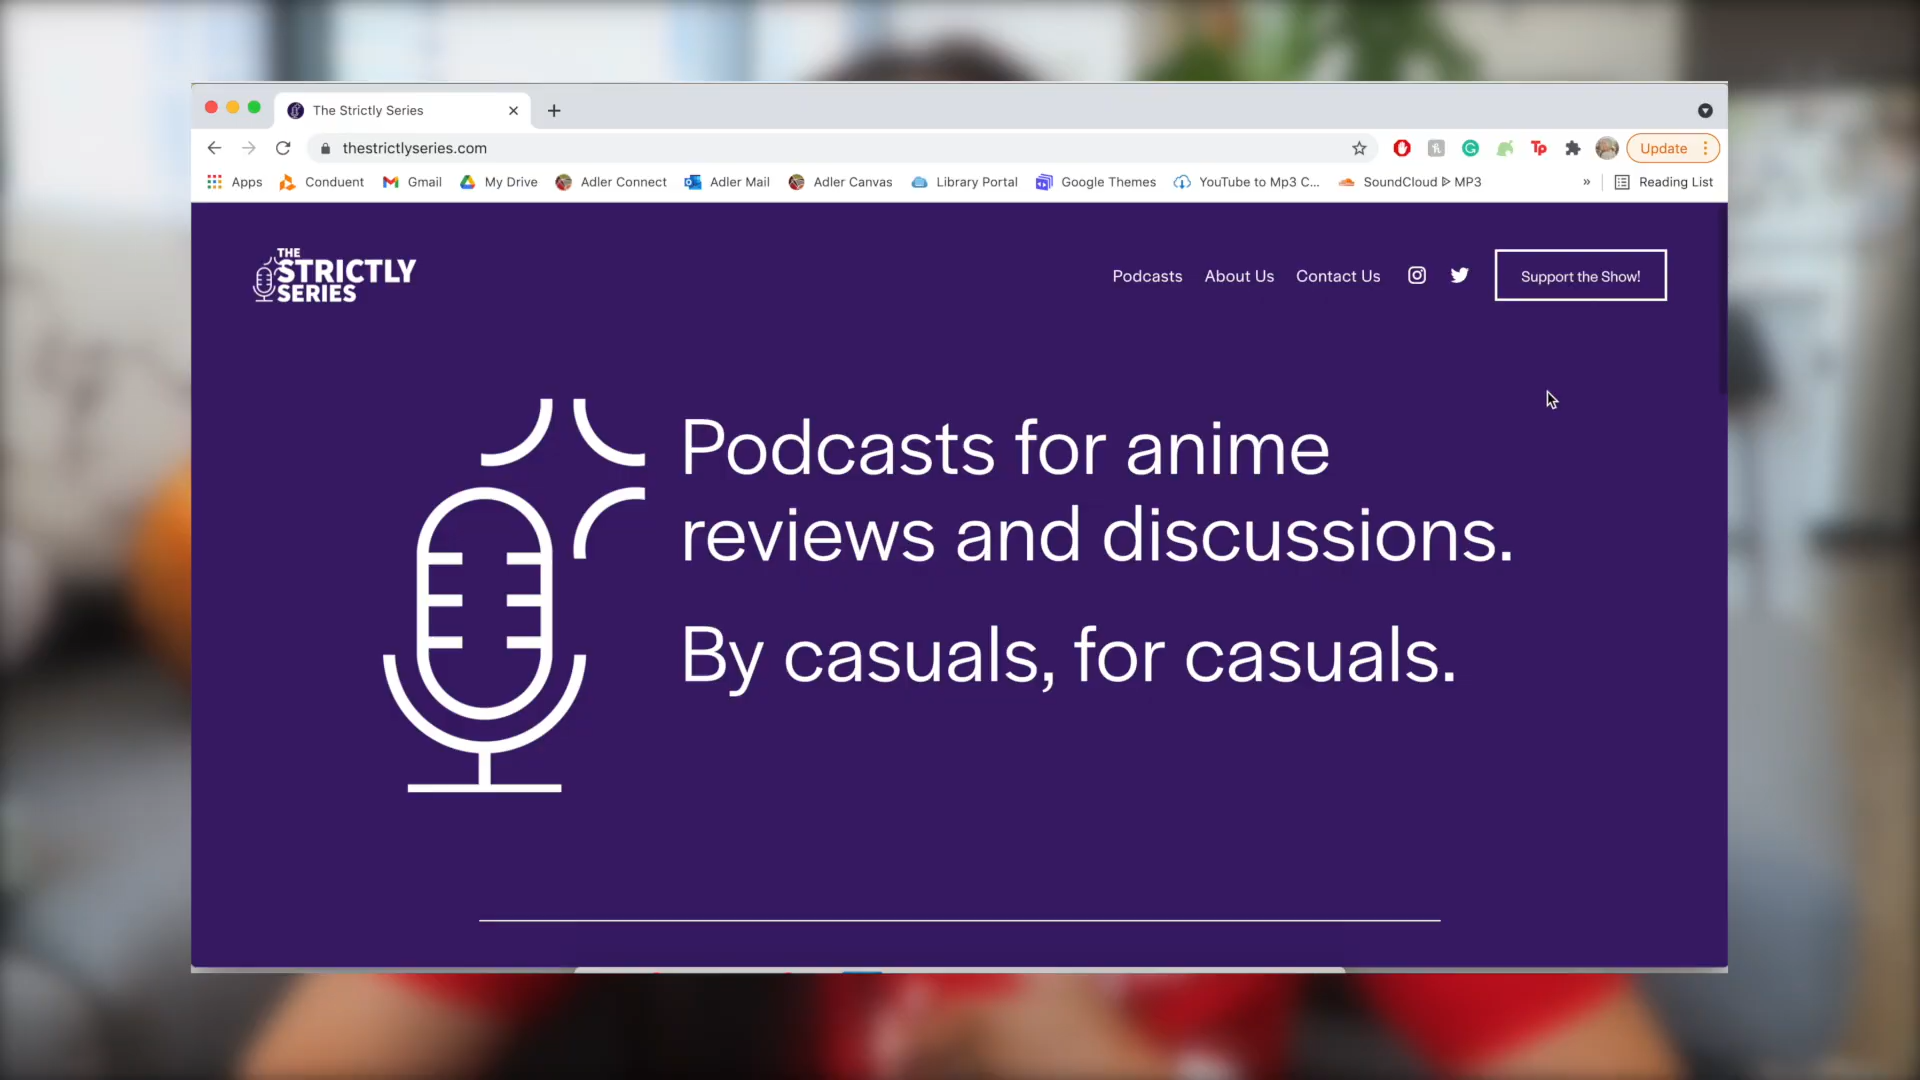 The Strictly Series
thestrictlyseries.com
Tp
Update
Apps Conduent Gmail My Drive Adler Connect Adler Mail Adler Canvas Library Portal Google Themes YouTube to Mp3 C... SoundCloud ᐅ MP3 » Reading List
THE
STRICTLY
SERIES
Podcasts About Us Contact Us Support the Show!
Podcasts for anime
reviews and discussions.
By casuals, for casuals.